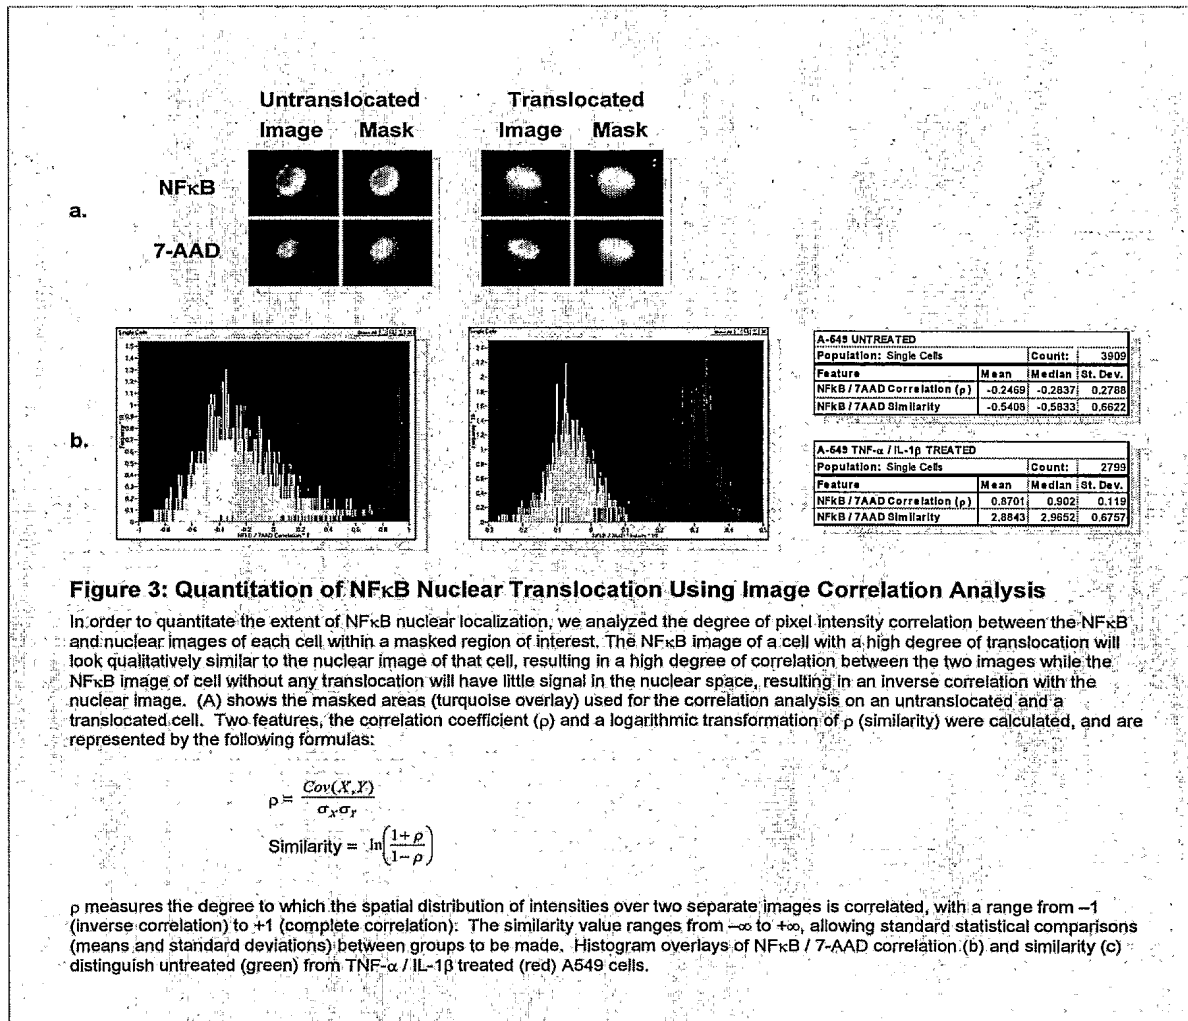 Untranslocated Translocated
Image Mask Image Mask
NFκB
a.
7-AAD
b.
Single Cells
NFκB / 7AAD Correlation
Single Cells
A-549 UNTREATED
Population: Single Cells Count: 3909
Feature Mean Median St. Dev.
NFkB / 7AAD Correlation (ρ) -0.2469 -0.2837 0.2788
NFkB / 7AAD Similarity -0.5408 -0.5833 0.6622
A-549 TNF-α / IL-1β TREATED
Population: Single Cells Count: 2799
Feature Mean Median St. Dev.
NFkB / 7AAD Correlation (ρ) 0.8701 0.902 0.119
NFkB / 7AAD Similarity 2.8843 2.9652 0.6757
Figure 3: Quantitation of NFκB Nuclear Translocation Using Image Correlation Analysis
In order to quantitate the extent of NFκB nuclear localization, we analyzed the degree of pixel intensity correlation between the NFκB
and nuclear images of each cell within a masked region of interest. The NFκB image of a cell with a high degree of translocation will
look qualitatively similar to the nuclear image of that cell, resulting in a high degree of correlation between the two images while the
NFκB image of cell without any translocation will have little signal in the nuclear space, resulting in an inverse correlation with the
nuclear image. (A) shows the masked areas (turquoise overlay) used for the correlation analysis on an untranslocated and a
translocated cell. Two features, the correlation coefficient (ρ) and a logarithmic transformation of ρ (similarity) were calculated, and are
represented by the following formulas:
ρ = Cov(X,Y) / σX σY
Similarity = ln(1+ρ / 1-ρ)
ρ measures the degree to which the spatial distribution of intensities over two separate images is correlated, with a range from –1
(inverse correlation) to +1 (complete correlation). The similarity value ranges from –∞ to +∞, allowing standard statistical comparisons
(means and standard deviations) between groups to be made. Histogram overlays of NFκB / 7-AAD correlation (b) and similarity (c)
distinguish untreated (green) from TNF-α / IL-1β treated (red) A549 cells.